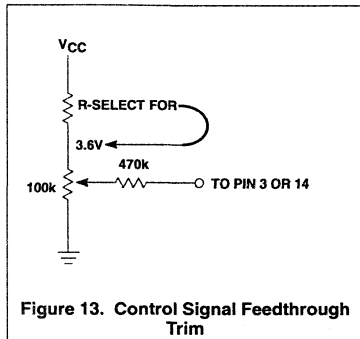 VCC
R-SELECT FOR
3.6V
470k
100k
TO PIN 3 OR 14
Figure 13. Control Signal Feedthrough
Trim